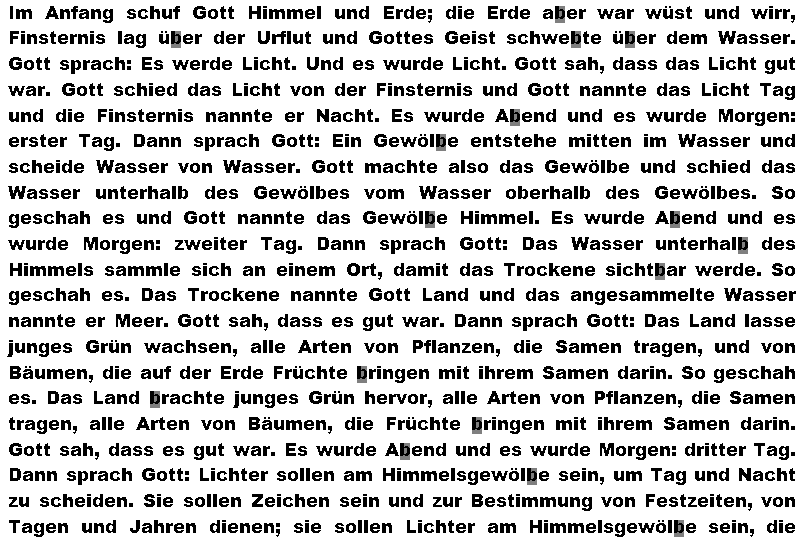 Im Anfang schuf Gott Himmel und Erde; die Erde aber war wüst und wirr,
Finsternis lag über der Urflut und Gottes Geist schwebte über dem Wasser.
Gott sprach: Es werde Licht. Und es wurde Licht. Gott sah, dass das Licht gut
war. Gott schied das Licht von der Finsternis und Gott nannte das Licht Tag
und die Finsternis nannte er Nacht. Es wurde Abend und es wurde Morgen:
erster Tag. Dann sprach Gott: Ein Gewölbe entstehe mitten im Wasser und
scheide Wasser von Wasser. Gott machte also das Gewölbe und schied das
Wasser unterhalb des Gewölbes vom Wasser oberhalb des Gewölbes. So
geschah es und Gott nannte das Gewölbe Himmel. Es wurde Abend und es
wurde Morgen: zweiter Tag. Dann sprach Gott: Das Wasser unterhalb des
Himmels sammle sich an einem Ort, damit das Trockene sichtbar werde. So
geschah es. Das Trockene nannte Gott Land und das angesammelte Wasser
nannte er Meer. Gott sah, dass es gut war. Dann sprach Gott: Das Land lasse
junges Grün wachsen, alle Arten von Pflanzen, die Samen tragen, und von
Bäumen, die auf der Erde Früchte bringen mit ihrem Samen darin. So geschah
es. Das Land brachte junges Grün hervor, alle Arten von Pflanzen, die Samen
tragen, alle Arten von Bäumen, die Früchte bringen mit ihrem Samen darin.
Gott sah, dass es gut war. Es wurde Abend und es wurde Morgen: dritter Tag.
Dann sprach Gott: Lichter sollen am Himmelsgewölbe sein, um Tag und Nacht
zu scheiden. Sie sollen Zeichen sein und zur Bestimmung von Festzeiten, von
Tagen und Jahren dienen; sie sollen Lichter am Himmelsgewölbe sein, die